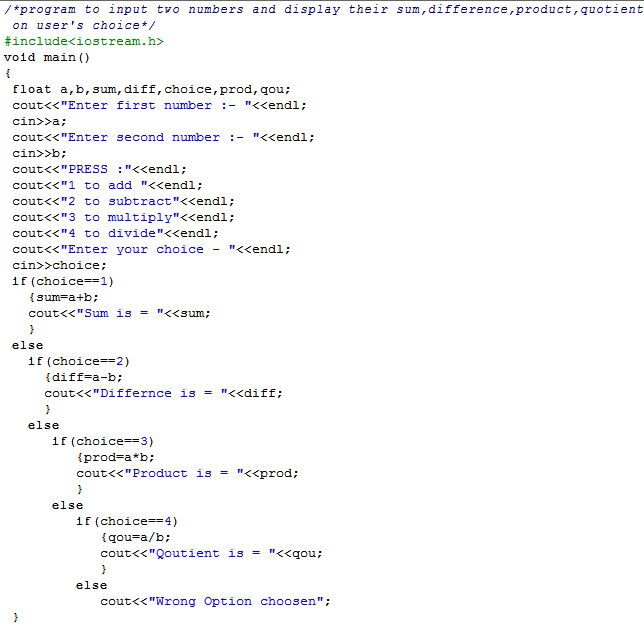 /*program to input two numbers and display their sum,difference,product,quotient
on user's choice*/
#include<iostream.h>
void main()
{
float a,b,sum,diff,choice,prod,qou;
cout<<"Enter first number :- "<<endl;
cin>>a;
cout<<"Enter second number :- "<<endl;
cin>>b;
cout<<"PRESS :"<<endl;
cout<<"1 to add "<<endl;
cout<<"2 to subtract"<<endl;
cout<<"3 to multiply"<<endl;
cout<<"4 to divide"<<endl;
cout<<"Enter your choice - "<<endl;
cin>>choice;
if(choice==1)
{sum=a+b;
cout<<"Sum is = "<<sum;
}
else
if(choice==2)
{diff=a-b;
cout<<"Differnce is = "<<diff;
}
else
if(choice==3)
{prod=a*b;
cout<<"Product is = "<<prod;
}
else
if(choice==4)
{qou=a/b;
cout<<"Qoutient is = "<<qou;
}
else
cout<<"Wrong Option choosen";
}